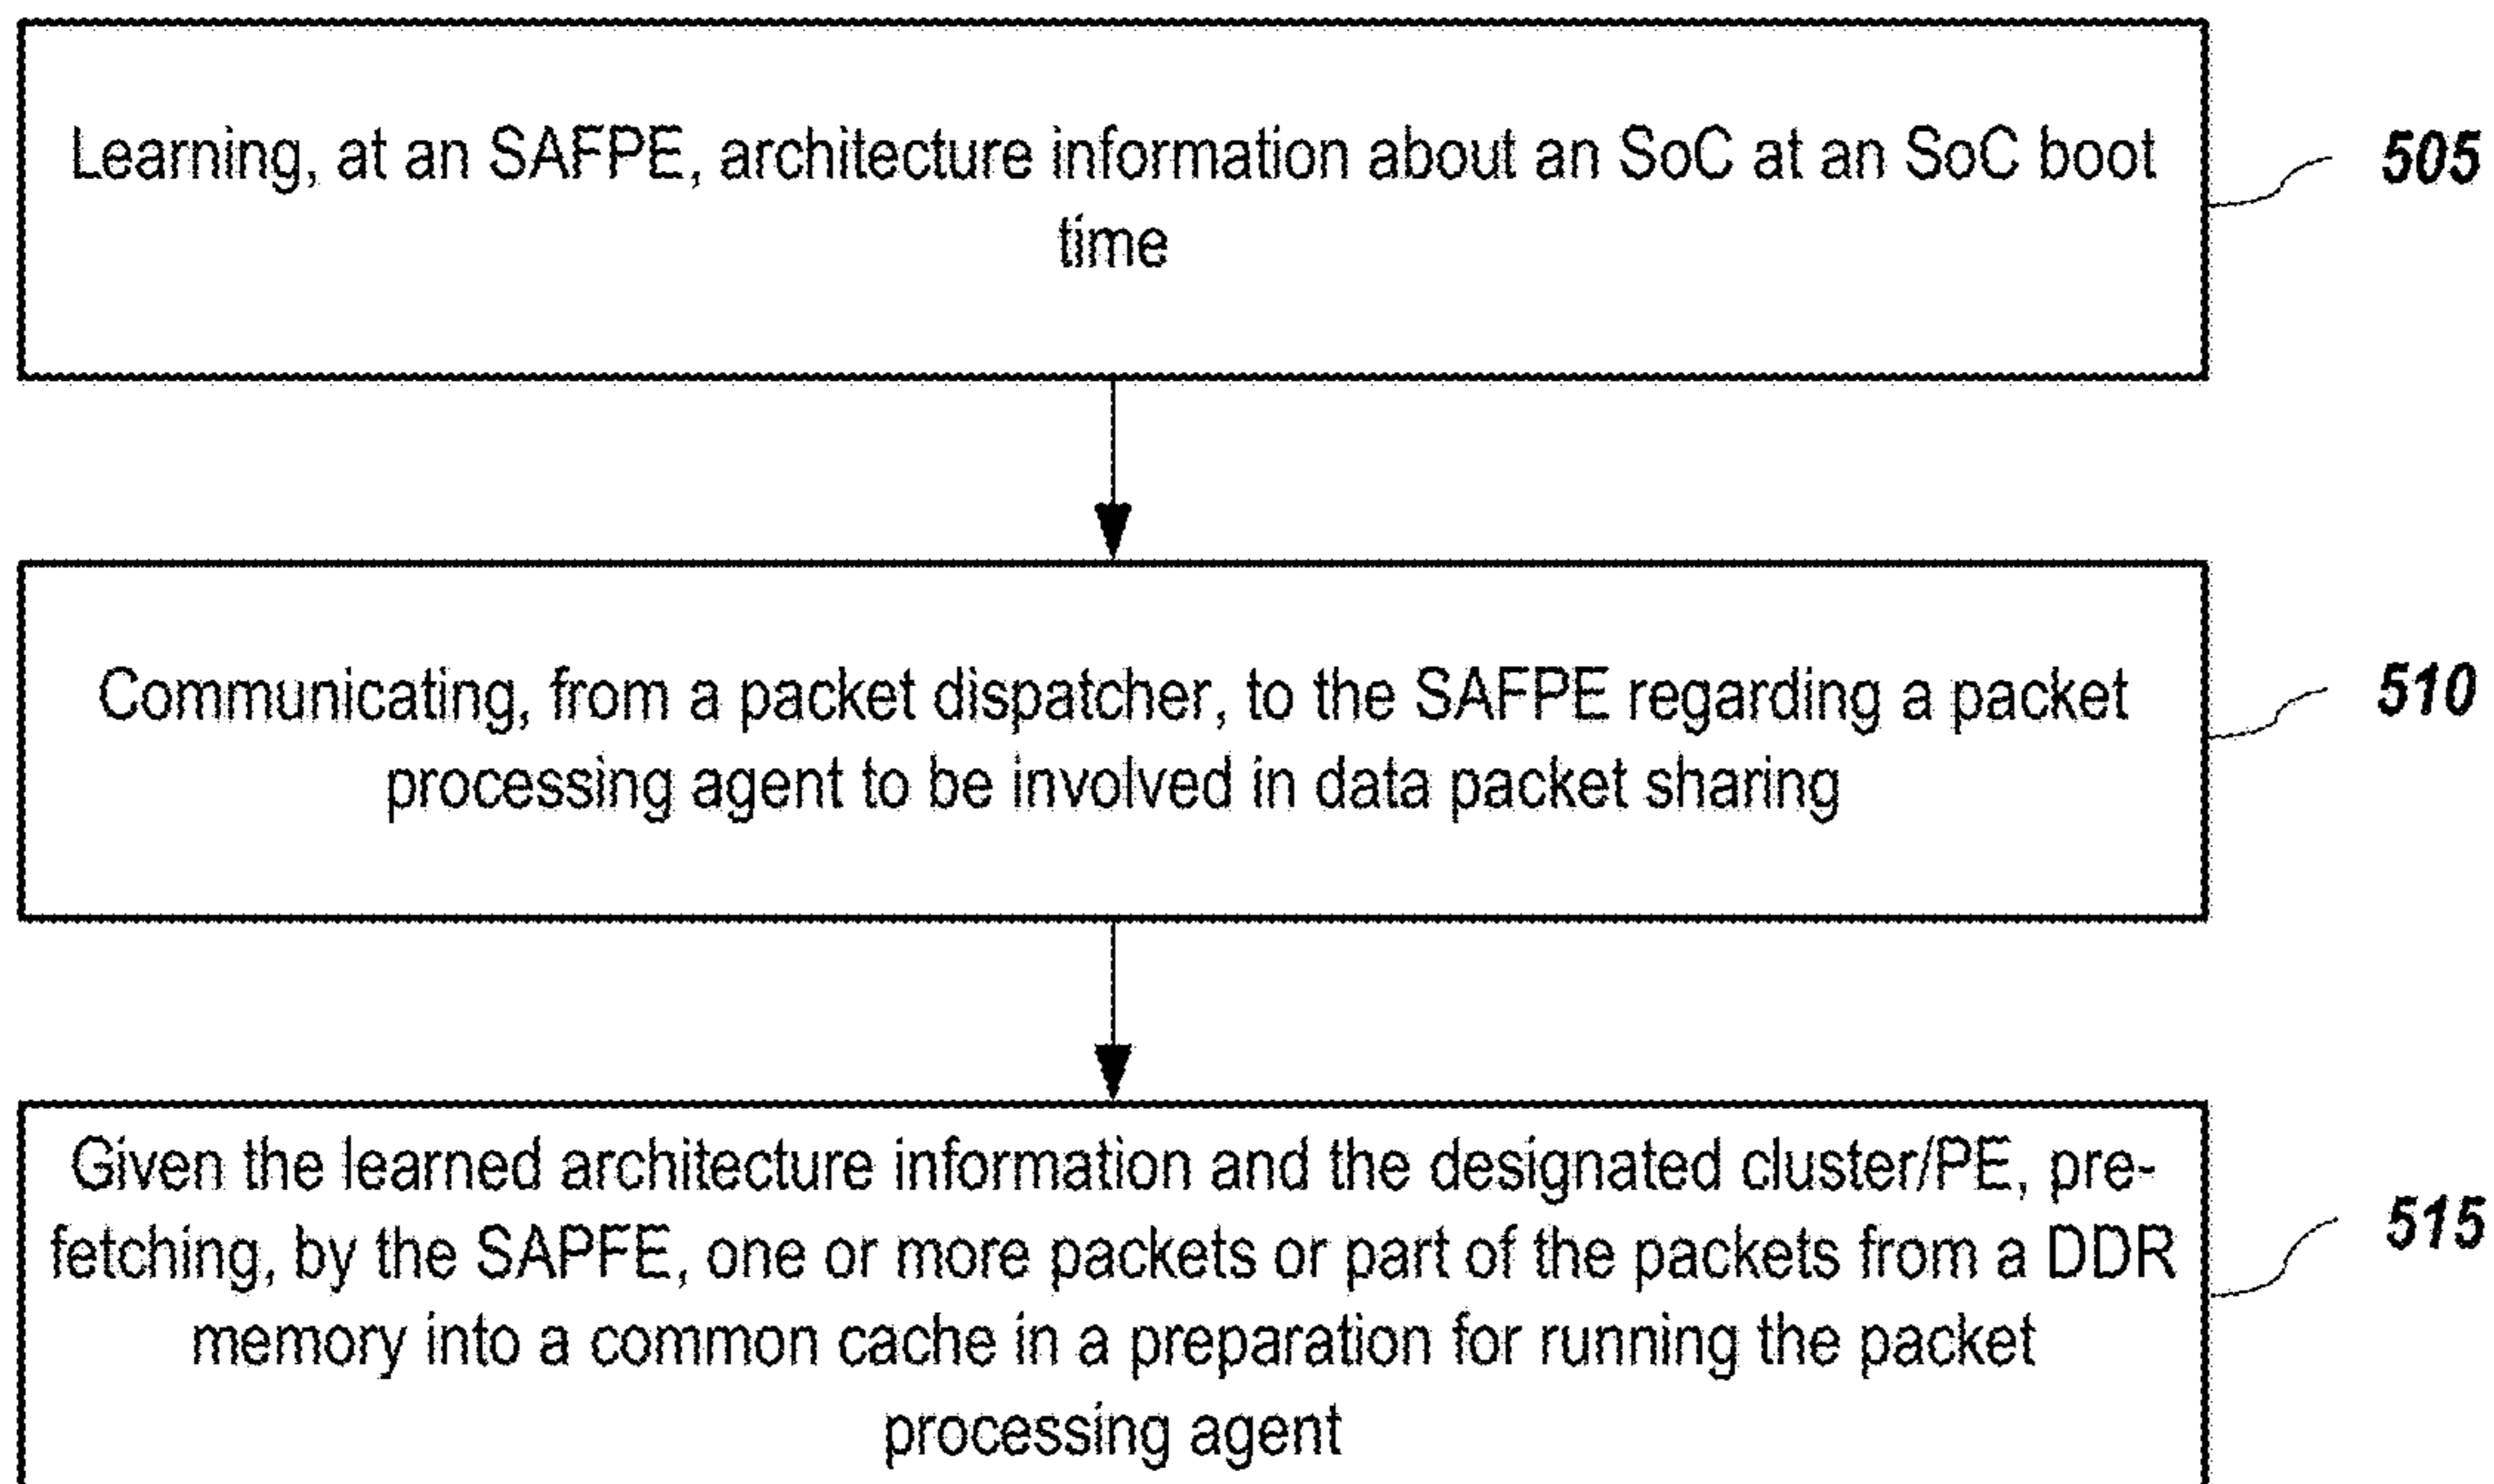 Learning, at an SAFPE, architecture information about an SoC at an SoC boot
time
505
Communicating, from a packet dispatcher, to the SAFPE regarding a packet
processing agent to be involved in data packet sharing
510
Given the learned architecture information and the designated cluster/PE, pre-
fetching, by the SAPFE, one or more packets or part of the packets from a DDR
memory into a common cache in a preparation for running the packet
processing agent
515